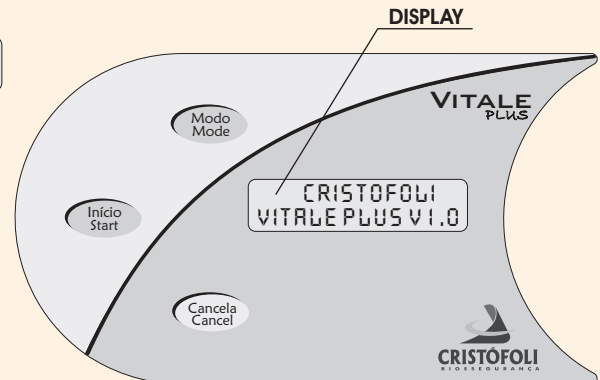 DISPLAY
VITALE
PLUS
Modo
Mode
CRISTOFOLI
VITALE PLUS V1.0
Início
Start
Cancela
Cancel
CRISTÓFOLI
BIOSSEGURANÇA